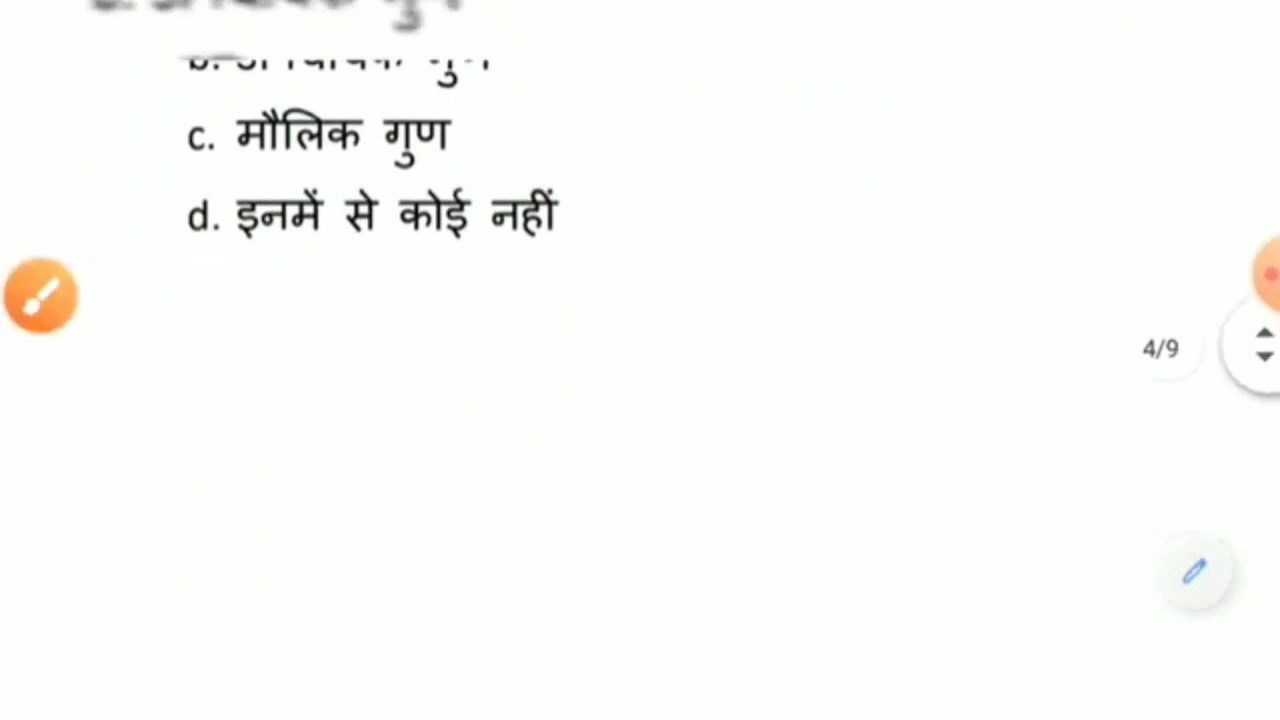 गुण
c. मौलिक गुण
d. इनमें से कोई नहीं
4/9